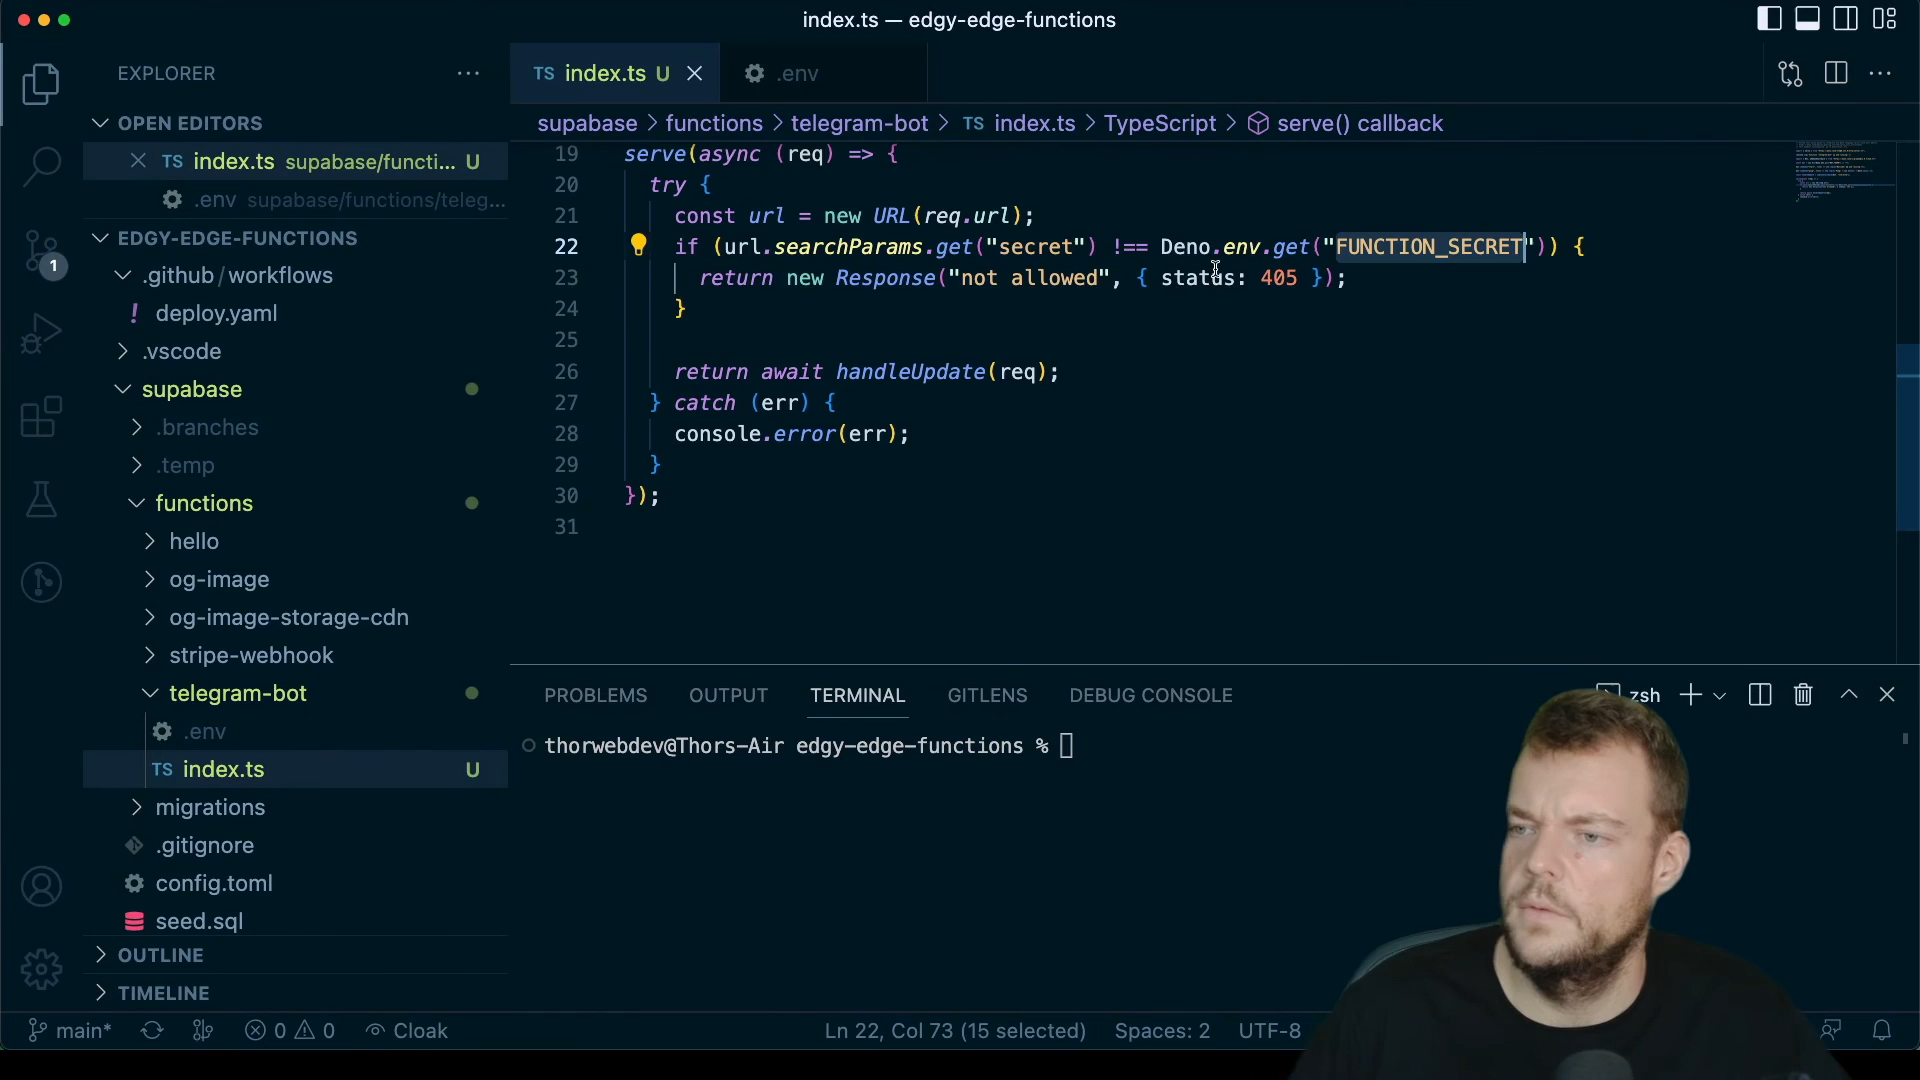 index.ts — edgy-edge-functions
EXPLORER
TS index.ts U
.env
OPEN EDITORS
TS index.ts supabase/functi... U
.env supabase/functions/teleg...
supabase > functions > telegram-bot > TS index.ts > TypeScript > serve() callback
EDGY-EDGE-FUNCTIONS
.github/workflows
! deploy.yaml
.vscode
supabase
.branches
.temp
functions
hello
og-image
og-image-storage-cdn
stripe-webhook
telegram-bot
.env
TS index.ts U
migrations
.gitignore
config.toml
seed.sql
OUTLINE
TIMELINE
1
19 serve(async (req) => {
20 try {
21 const url = new URL(req.url);
22 if (url.searchParams.get("secret") !== Deno.env.get("FUNCTION_SECRET")) {
23 return new Response("not allowed", { status: 405 });
24 }
25
26 return await handleUpdate(req);
27 } catch (err) {
28 console.error(err);
29 }
30 });
31
PROBLEMS OUTPUT TERMINAL GITLENS DEBUG CONSOLE
zsh
thorwebdev@Thors-Air edgy-edge-functions %
main* 0 0 Cloak Ln 22, Col 73 (15 selected) Spaces: 2 UTF-8